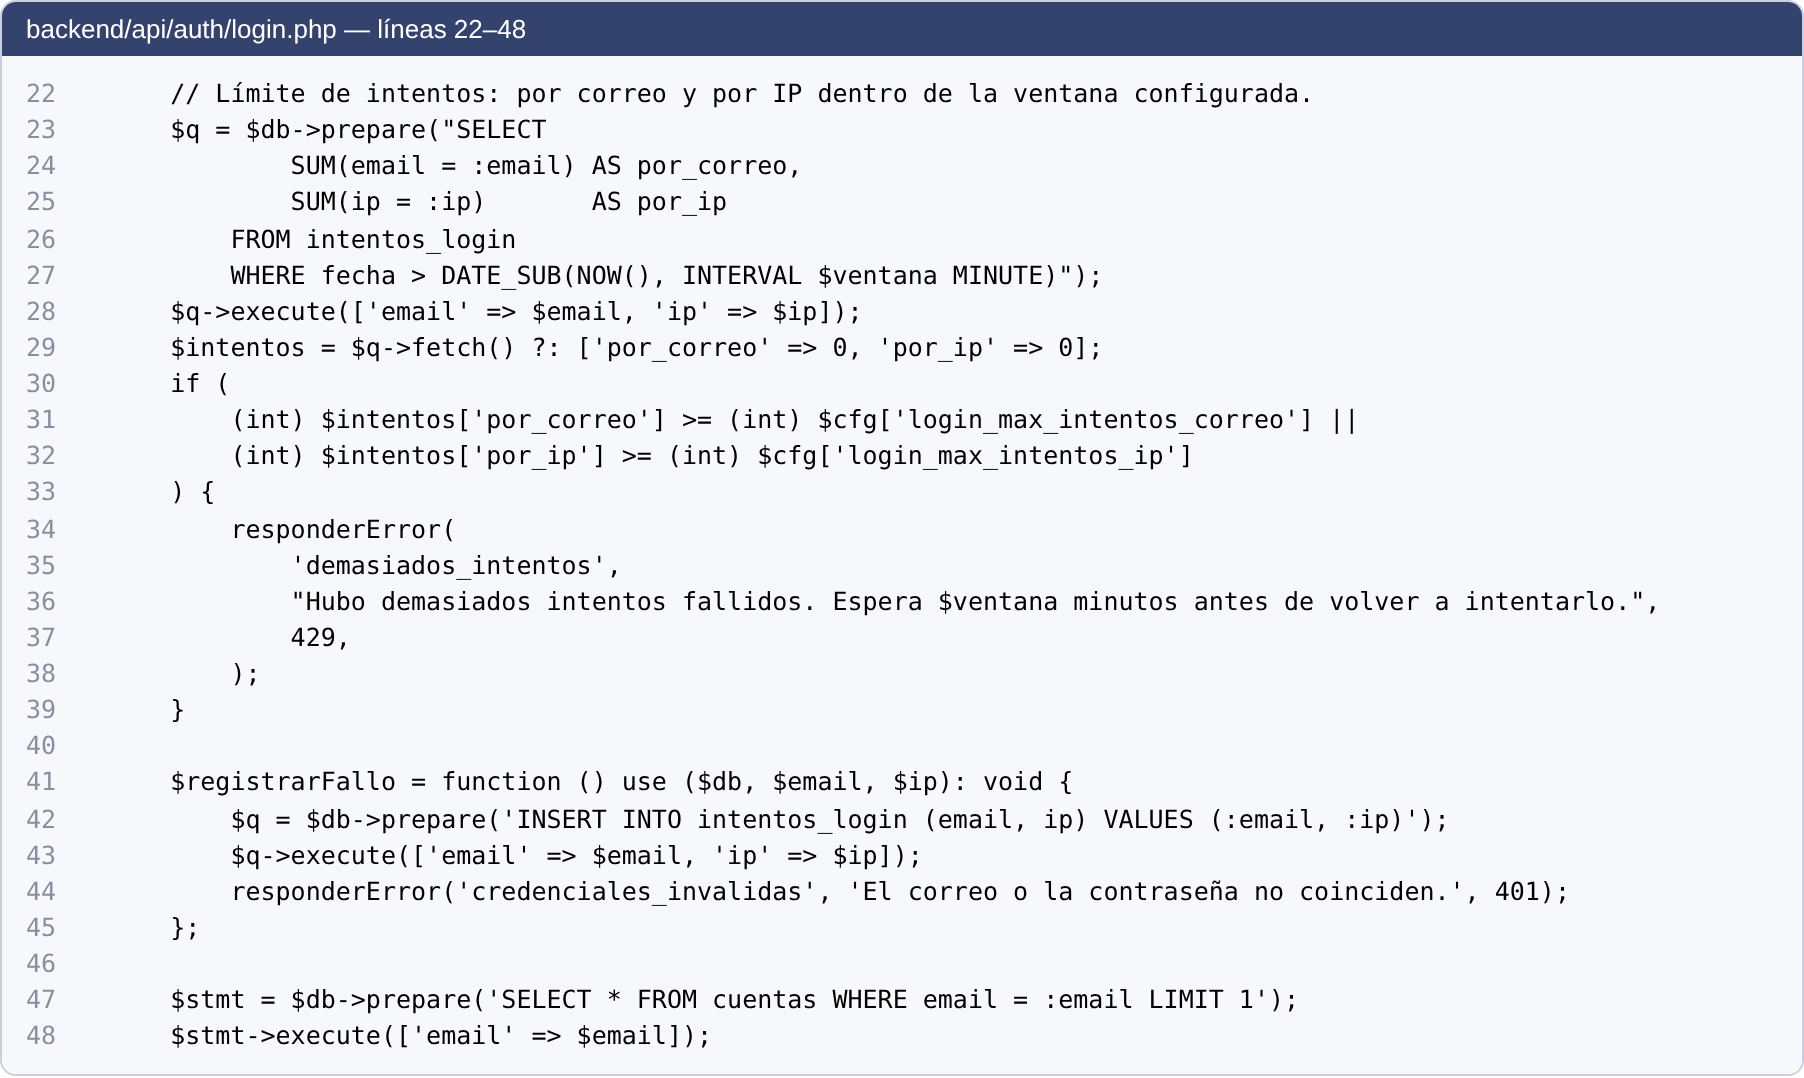 backend/api/auth/login.php — líneas 22–48
22 // Límite de intentos: por correo y por IP dentro de la ventana configurada.
23 $q = $db->prepare("SELECT
24 SUM(email = :email) AS por_correo,
25 SUM(ip = :ip) AS por_ip
26 FROM intentos_login
27 WHERE fecha > DATE_SUB(NOW(), INTERVAL $ventana MINUTE)");
28 $q->execute(['email' => $email, 'ip' => $ip]);
29 $intentos = $q->fetch() ?: ['por_correo' => 0, 'por_ip' => 0];
30 if (
31 (int) $intentos['por_correo'] >= (int) $cfg['login_max_intentos_correo'] ||
32 (int) $intentos['por_ip'] >= (int) $cfg['login_max_intentos_ip']
33 ) {
34 responderError(
35 'demasiados_intentos',
36 "Hubo demasiados intentos fallidos. Espera $ventana minutos antes de volver a intentarlo.",
37 429,
38 );
39 }
40
41 $registrarFallo = function () use ($db, $email, $ip): void {
42 $q = $db->prepare('INSERT INTO intentos_login (email, ip) VALUES (:email, :ip)');
43 $q->execute(['email' => $email, 'ip' => $ip]);
44 responderError('credenciales_invalidas', 'El correo o la contraseña no coinciden.', 401);
45 };
46
47 $stmt = $db->prepare('SELECT * FROM cuentas WHERE email = :email LIMIT 1');
48 $stmt->execute(['email' => $email]);